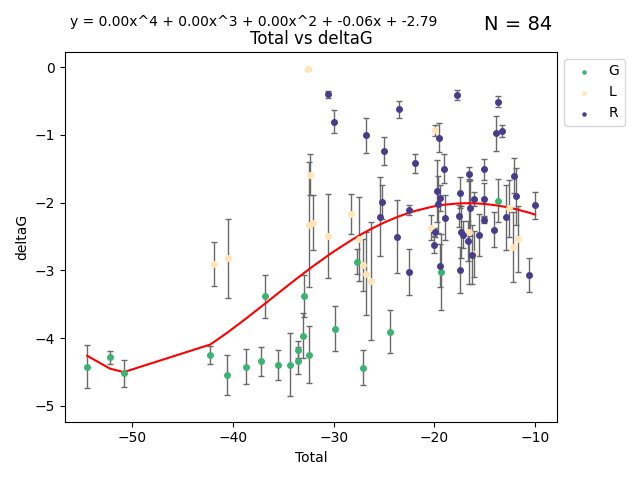 y = 0.00x^4 + 0.00x^3 + 0.00x^2 + -0.06x + -2.79
N = 84
Total vs deltaG
G
L
R
0
−1
−2
−3
−4
−5
deltaG
−50
−40
−30
−20
−10
Total